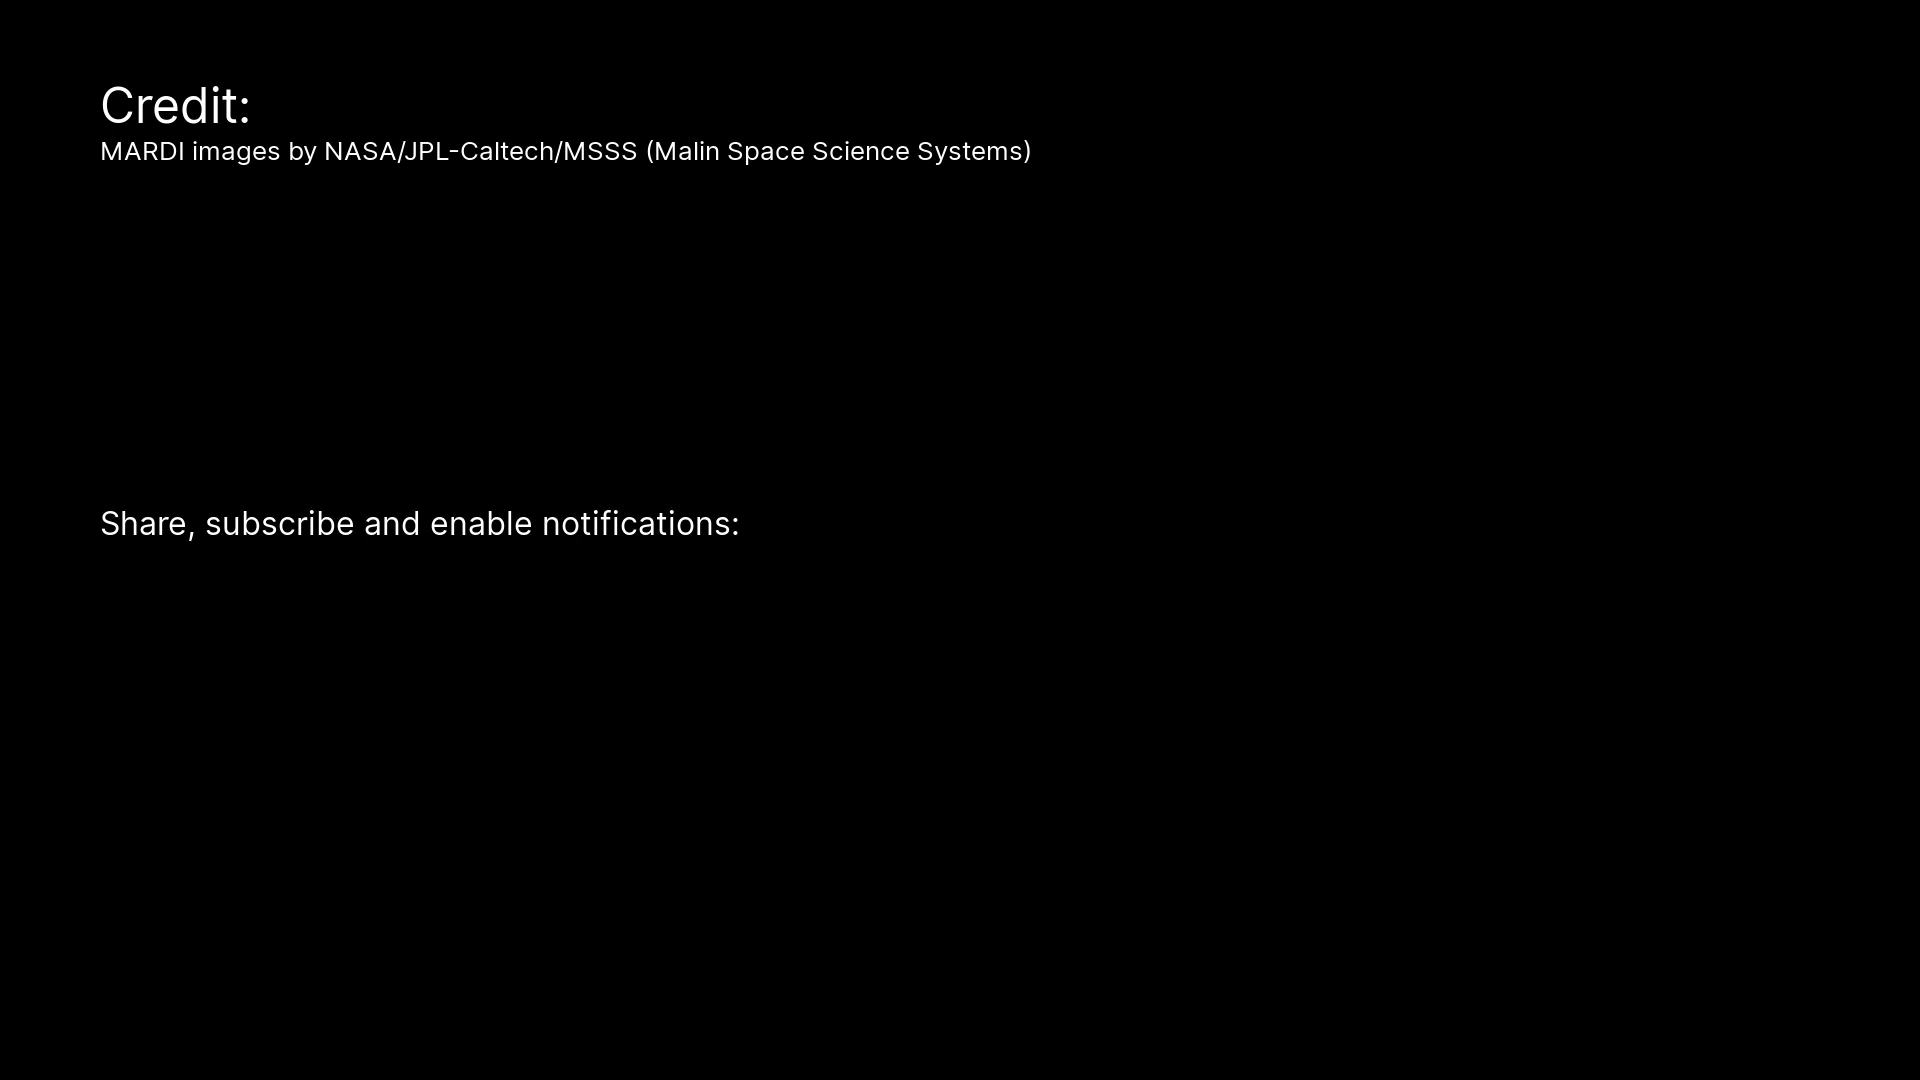 Credit:
MARDI images by NASA/JPL-Caltech/MSSS (Malin Space Science Systems)
Share, subscribe and enable notifications: